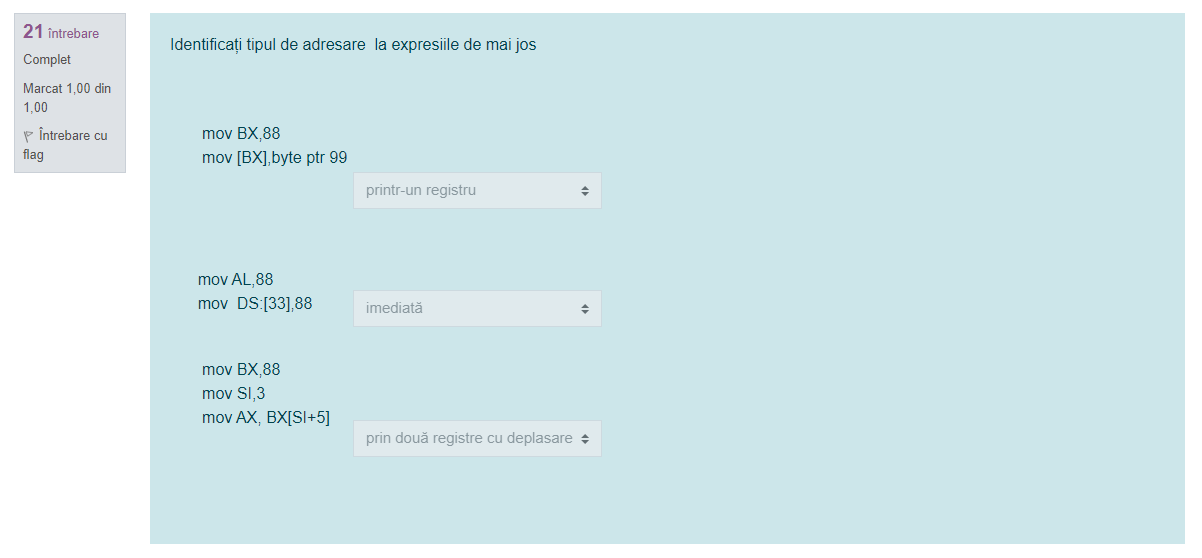 21 întrebare
Complet
Marcat 1,00 din
1,00
Întrebare cu
flag
Identificați tipul de adresare  la expresiile de mai jos
mov BX,88
mov [BX],byte ptr 99
printr-un registru
mov AL,88
mov  DS:[33],88
imediată
mov BX,88
mov SI,3
mov AX, BX[SI+5]
prin două registre cu deplasare